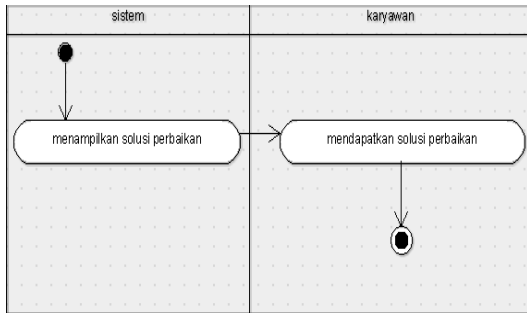 sistem
karyawan
menampilkan solusi perbaikan
mendapatkan solusi perbaikan